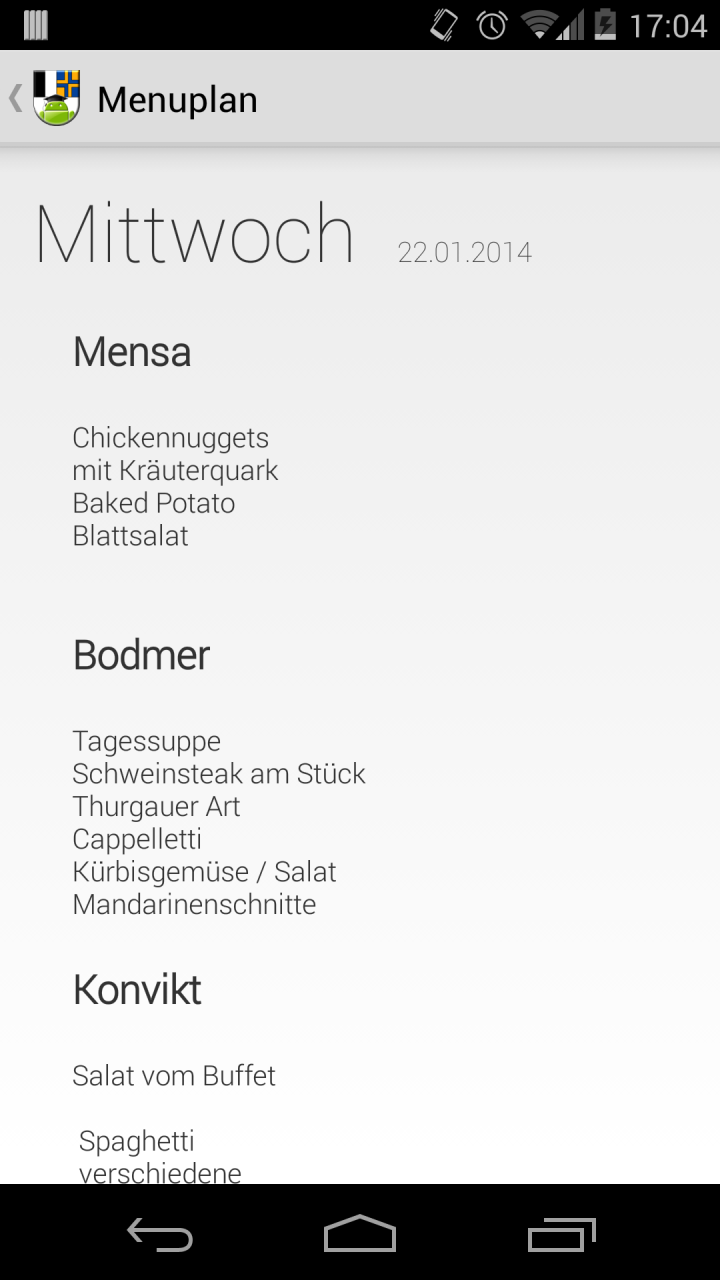 17:04
Menuplan
Mittwoch 22.01.2014
Mensa
Chickennuggets
mit Kräuterquark
Baked Potato
Blattsalat
Bodmer
Tagessuppe
Schweinsteak am Stück
Thurgauer Art
Cappelletti
Kürbisgemüse / Salat
Mandarinenschnitte
Konvikt
Salat vom Buffet
Spaghetti
verschiedene